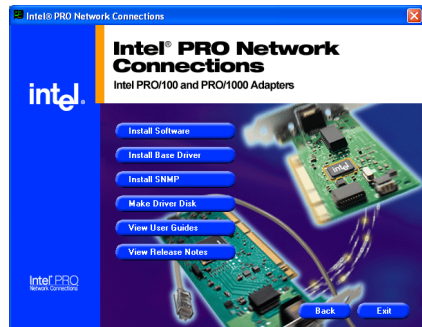 Intel® PRO Network Connections
Intel® PRO Network
Connections
Intel PRO/100 and PRO/1000 Adapters
intel®
Install Software
Install Base Driver
Install SNMP
Make Driver Disk
View User Guides
View Release Notes
intel
Intel® PRO
Network Connections
Back
Exit